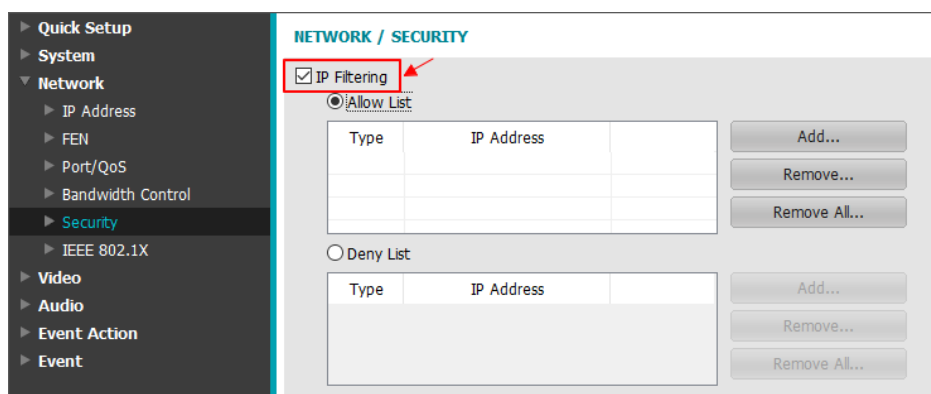 Quick Setup
System
Network
IP Address
FEN
Port/QoS
Bandwidth Control
Security
IEEE 802.1X
Video
Audio
Event Action
Event
NETWORK / SECURITY
IP Filtering
Allow List
Type IP Address
Add...
Remove...
Remove All...
Deny List
Type IP Address
Add...
Remove...
Remove All...